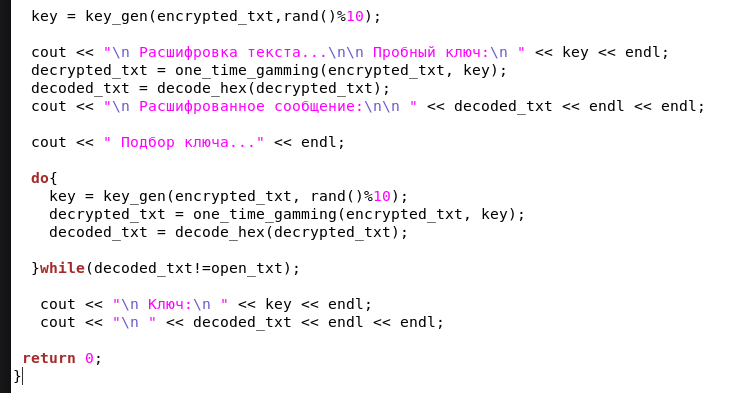 key = key_gen(encrypted_txt,rand()%10);
cout << "\n Расшифровка текста...\n\n Пробный ключ:\n " << key << endl;
decrypted_txt = one_time_gamming(encrypted_txt, key);
decoded_txt = decode_hex(decrypted_txt);
cout << "\n Расшифрованное сообщение:\n\n " << decoded_txt << endl << endl;
cout << " Подбор ключа..." << endl;
do{
key = key_gen(encrypted_txt, rand()%10);
decrypted_txt = one_time_gamming(encrypted_txt, key);
decoded_txt = decode_hex(decrypted_txt);
}while(decoded_txt!=open_txt);
cout << "\n Ключ:\n " << key << endl;
cout << "\n " << decoded_txt << endl << endl;
return 0;
}